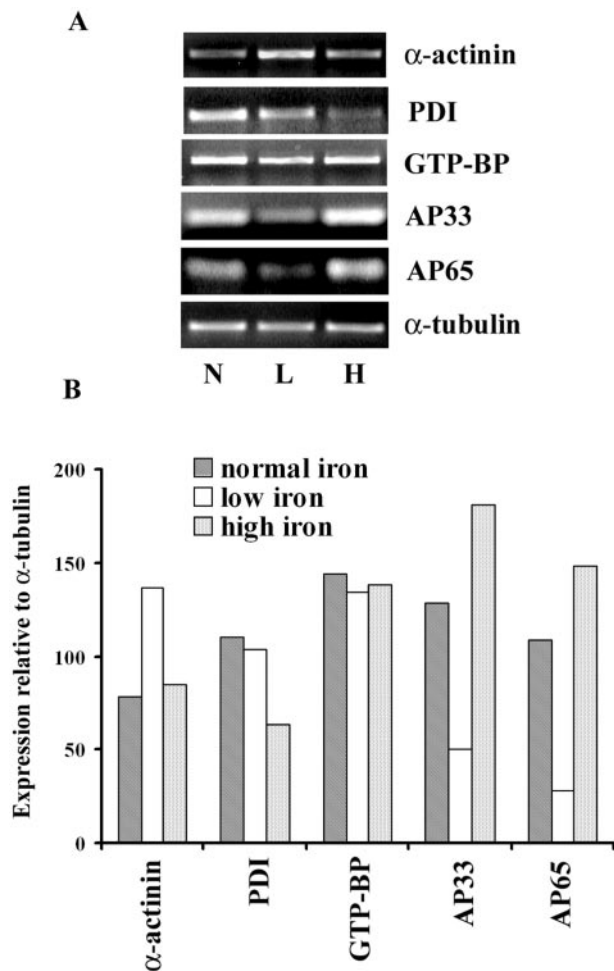 A
α-actinin
PDI
GTP-BP
AP33
AP65
α-tubulin
N L H
B
normal iron
low iron
high iron
Expression relative to α-tubulin
200
150
100
50
0
α-actinin
PDI
GTP-BP
AP33
AP65